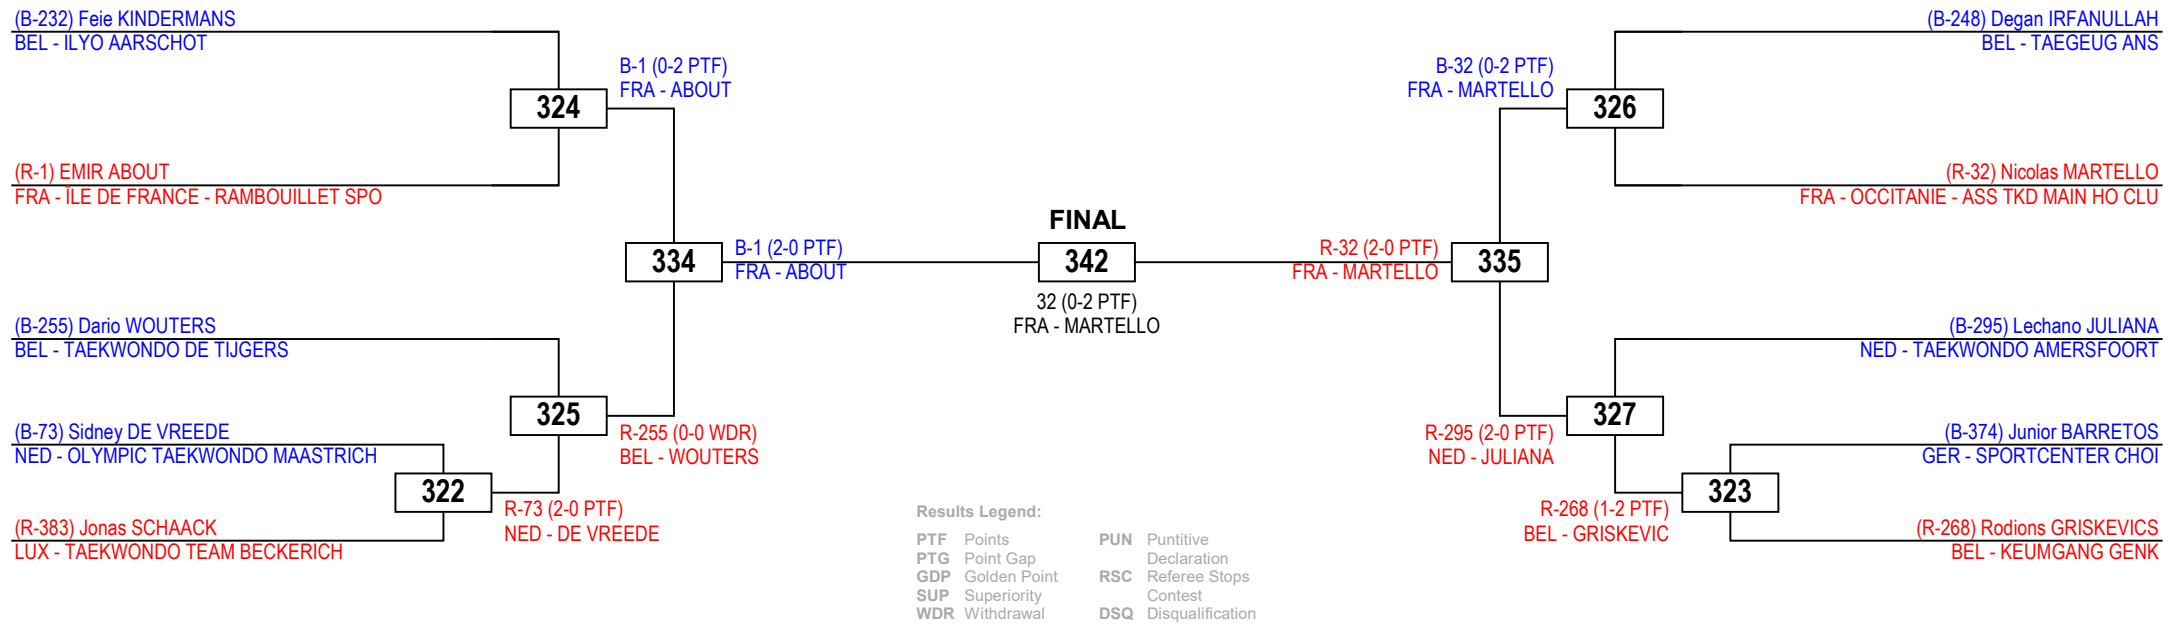 (B-232) Feie KINDERMANS
BEL - ILYO AARSCHOT
(R-1) EMIR ABOUT
FRA - ÎLE DE FRANCE - RAMBOUILLET SPO
(B-255) Dario WOUTERS
BEL - TAEKWONDO DE TIJGERS
(B-73) Sidney DE VREEDE
NED - OLYMPIC TAEKWONDO MAASTRICH
(R-383) Jonas SCHAACK
LUX - TAEKWONDO TEAM BECKERICH
322
R-73 (2-0 PTF)
NED - DE VREEDE
324
B-1 (0-2 PTF)
FRA - ABOUT
325
R-255 (0-0 WDR)
BEL - WOUTERS
334
B-1 (2-0 PTF)
FRA - ABOUT
FINAL
342
32 (0-2 PTF)
FRA - MARTELLO
R-32 (2-0 PTF)
FRA - MARTELLO
335
B-32 (0-2 PTF)
FRA - MARTELLO
326
R-295 (2-0 PTF)
NED - JULIANA
327
R-268 (1-2 PTF)
BEL - GRISKEVIC
323
(B-248) Degan IRFANULLAH
BEL - TAEGEUG ANS
(R-32) Nicolas MARTELLO
FRA - OCCITANIE - ASS TKD MAIN HO CLU
(B-295) Lechano JULIANA
NED - TAEKWONDO AMERSFOORT
(B-374) Junior BARRETOS
GER - SPORTCENTER CHOI
(R-268) Rodions GRISKEVICS
BEL - KEUMGANG GENK
Results Legend:
PTF Points
PTG Point Gap
GDP Golden Point
SUP Superiority
WDR Withdrawal
PUN Puntitive
Declaration
RSC Referee Stops
Contest
DSQ Disqualification